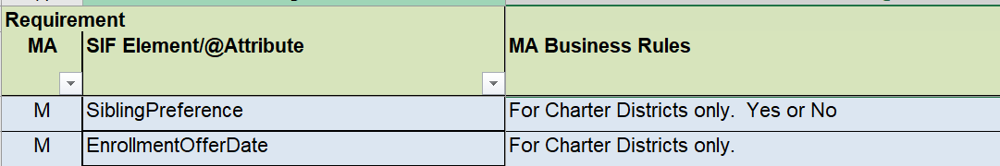 Requirement
MA SIF Element/@Attribute MA Business Rules
M SiblingPreference For Charter Districts only.  Yes or No
M EnrollmentOfferDate For Charter Districts only.